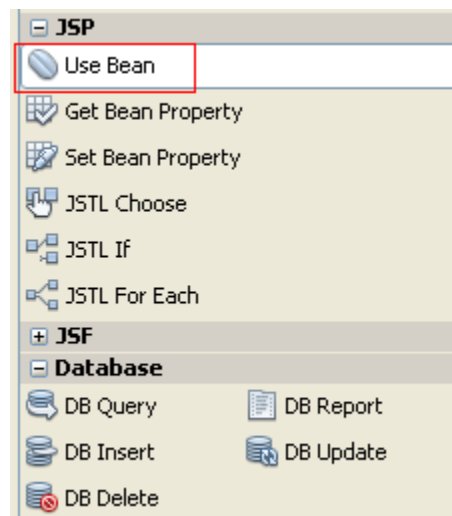 JSP
Use Bean
Get Bean Property
Set Bean Property
JSTL Choose
JSTL If
JSTL For Each
JSF
Database
DB Query DB Report
DB Insert DB Update
DB Delete